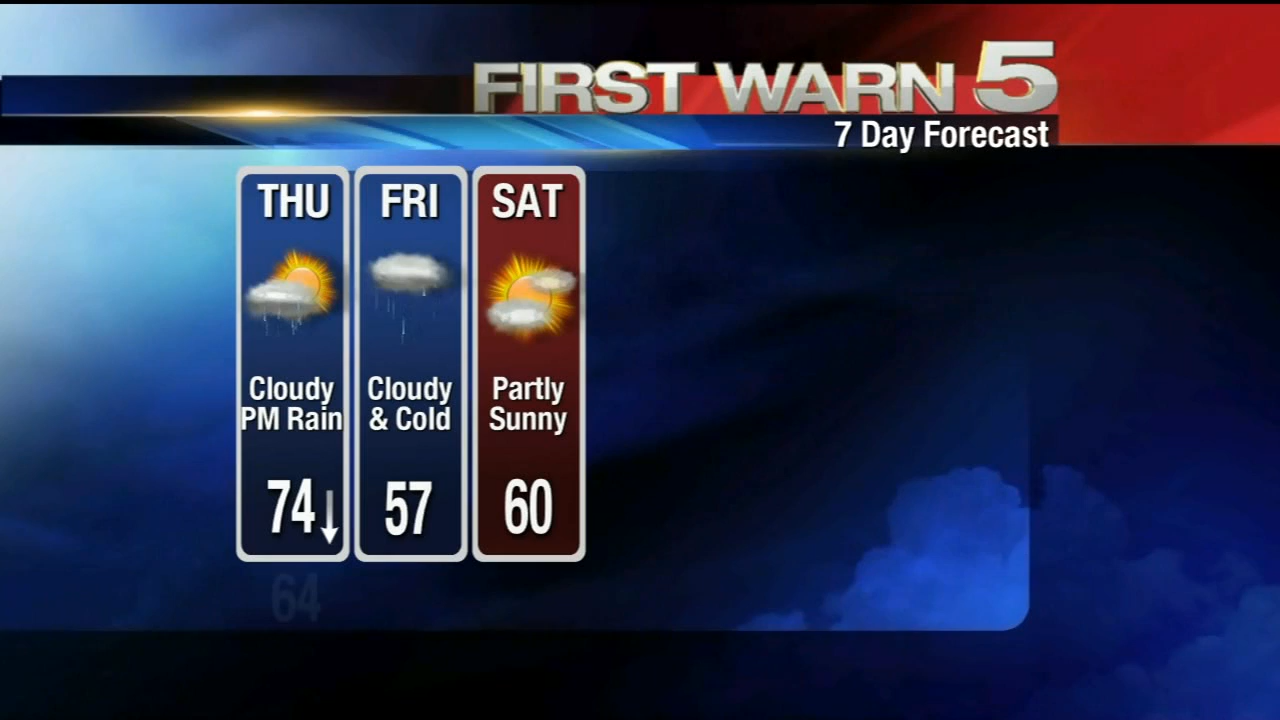 FIRST WARN 5
7 Day Forecast
THU
FRI
SAT
Cloudy
PM Rain
Cloudy
& Cold
Partly
Sunny
74
57
60
64